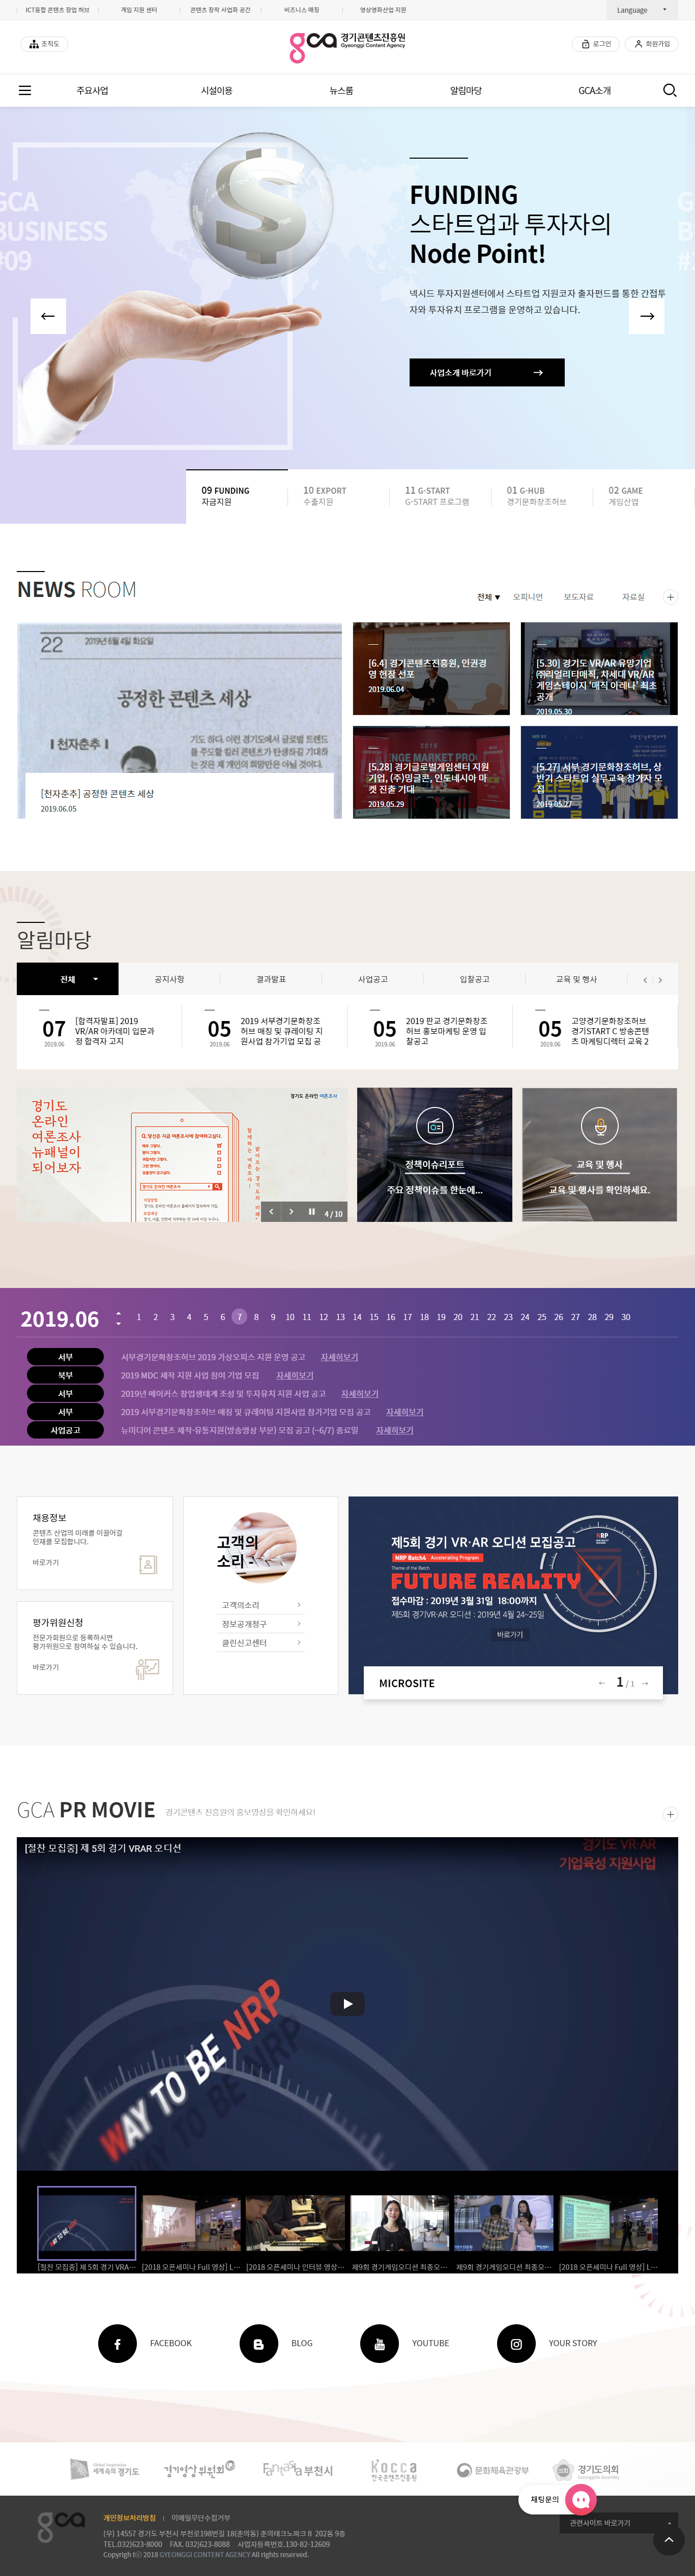 ICT융합 콘텐츠 창업 허브
게임 지원 센터
콘텐츠 창작 사업화 공간
비즈니스 매칭
영상영화산업 지원
Language
조직도
gca 경기콘텐츠진흥원
Gyeonggi Content Agency
로그인
회원가입
주요사업
시설이용
뉴스룸
알림마당
GCA소개
GCA
BUSINESS
#09
FUNDING
스타트업과 투자자의
Node Point!
넥시드 투자지원센터에서 스타트업 지원코자 출자펀드를 통한 간접투
자와 투자유치 프로그램을 운영하고 있습니다.
사업소개 바로가기
09 FUNDING
자금지원
10 EXPORT
수출지원
11 G-START
G-START 프로그램
01 G-HUB
경기문화창조허브
02 GAME
게임산업
NEWS ROOM
전체 ▼
오피니언
보도자료
자료실
22
2019년 6월 4일 화요일
공정한 콘텐츠 세상
천자춘추
[천자춘추] 공정한 콘텐츠 세상
2019.06.05
[6.4] 경기콘텐츠진흥원, 인권경
영 헌장 선포
2019.06.04
[5.30] 경기도 VR/AR 유망기업
㈜리얼리티매직, 차세대 VR/AR
게임스테이지 '매직 아레나' 최초
공개
2019.05.30
[5.28] 경기글로벌게임센터 지원
기업, (주)밍글콘, 인도네시아 마
켓 진출 기대
2019.05.29
[5.27] 서부 경기문화창조허브, 상
반기 스타트업 실무교육 참가자 모
집
2019.05.27
알림마당
전체
공지사항
결과발표
사업공고
입찰공고
교육 및 행사
07
2019.06
[합격자발표] 2019
VR/AR 아카데미 입문과
정 합격자 고지
05
2019.06
2019 서부경기문화창조
허브 매칭 및 큐레이팅 지
원사업 참가기업 모집 공
05
2019.06
2019 판교 경기문화창조
허브 홍보마케팅 운영 입
찰공고
05
2019.06
고양경기문화창조허브
경기START C 방송콘텐
츠 마케팅디렉터 교육 2
경기도
온라인
여론조사
뉴패널이
되어보자
경기도 온라인 여론조사
4 / 10
정책이슈리포트
주요 정책이슈를 한눈에...
교육 및 행사
교육 및 행사를 확인하세요.
2019.06
1 2 3 4 5 6 7 8 9 10 11 12 13 14 15 16 17 18 19 20 21 22 23 24 25 26 27 28 29 30
서부 서부경기문화창조허브 2019 가상오피스 지원 운영 공고 자세히보기
북부 2019 MDC 제작 지원 사업 참여 기업 모집 자세히보기
서부 2019년 메이커스 창업생태계 조성 및 투자유치 지원 사업 공고 자세히보기
서부 2019 서부경기문화창조허브 매칭 및 큐레이팅 지원사업 참가기업 모집 공고 자세히보기
사업공고 뉴미디어 콘텐츠 제작·유통지원(방송영상 부문) 모집 공고 (~6/7) 종료일 자세히보기
채용정보
콘텐츠 산업의 미래를 이끌어갈
인재를 모집합니다.
바로가기
평가위원신청
전문가회원으로 등록하시면
평가위원으로 참여하실 수 있습니다.
바로가기
고객의
소리
고객의소리
정보공개청구
클린신고센터
NRP
제5회 경기 VR·AR 오디션 모집공고
NRP Batch4 Accelerating Program
Theme of the Batch
FUTURE REALITY
접수마감 : 2019년 3월 31일 18:00까지
제5회 경기VR·AR 오디션 : 2019년 4월 24~25일
바로가기
MICROSITE
1 / 1
GCA PR MOVIE
경기콘텐츠 진흥원의 홍보영상을 확인하세요!
[절찬 모집중] 제 5회 경기 VRAR 오디션
경기도 VR·AR
기업육성 지원사업
WAY TO BE NRP
[절찬 모집중] 제 5회 경기 VRA...
[2018 오픈세미나 Full 영상] L...
[2018 오픈세미나 인터뷰 영상...
제9회 경기게임오디션 최종오...
제9회 경기게임오디션 최종오...
[2018 오픈세미나 Full 영상] L...
FACEBOOK
BLOG
YOUTUBE
YOUR STORY
Global Inspiration
세계속의 경기도
경기영상위원회
Fantasia 부천시
KOCCA
한국콘텐츠진흥원
문화체육관광부
의회 경기도의회
채팅문의
gca
개인정보처리방침
이메일무단수집거부
(우) 14557 경기도 부천시 부천로198번길 18(춘의동) 춘의테크노파크Ⅱ 202동 9층
TEL.032)623-8000 FAX. 032)623-8088 사업자등록번호.130-82-12609
Copyright ⓒ 2018 GYEONGGI CONTENT AGENCY All rights reserved.
관련사이트 바로가기